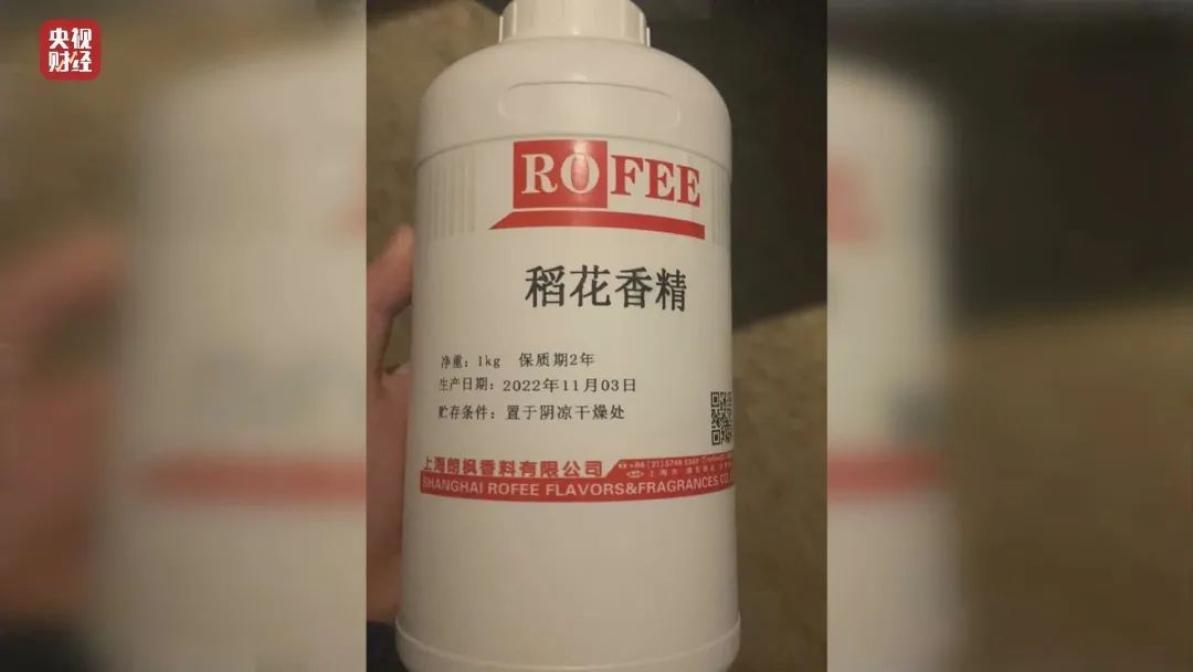 央视
财经
ROFEE
稻花香精
净重：1kg 保质期2年
生产日期：2022年11月03日
贮存条件：置于阴凉干燥处
上海朗枫香料有限公司
SHANGHAI ROFEE FLAVORS&FRAGRANCES CO